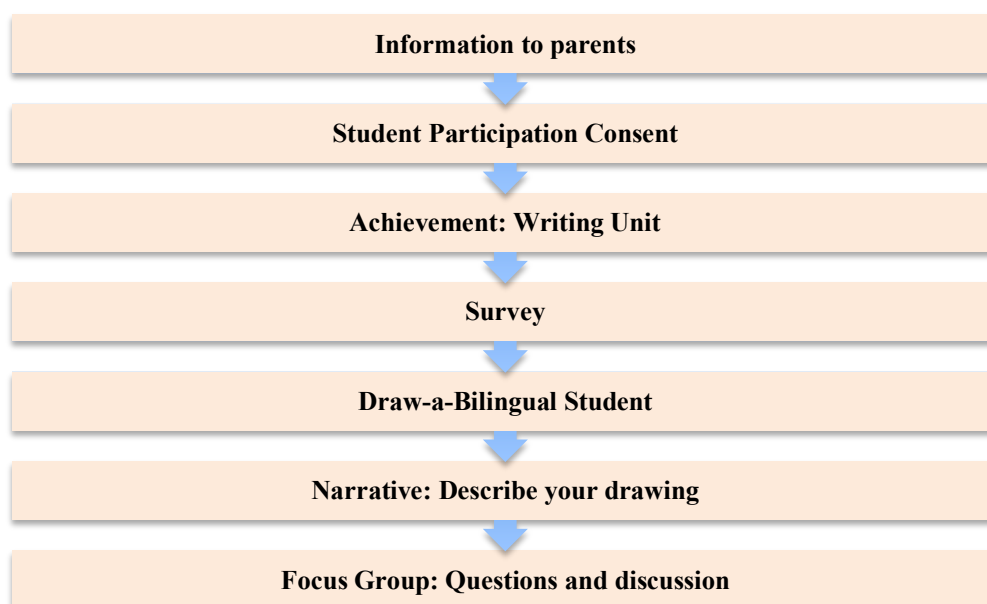 Information to parents
Student Participation Consent
Achievement: Writing Unit
Survey
Draw-a-Bilingual Student
Narrative: Describe your drawing
Focus Group: Questions and discussion